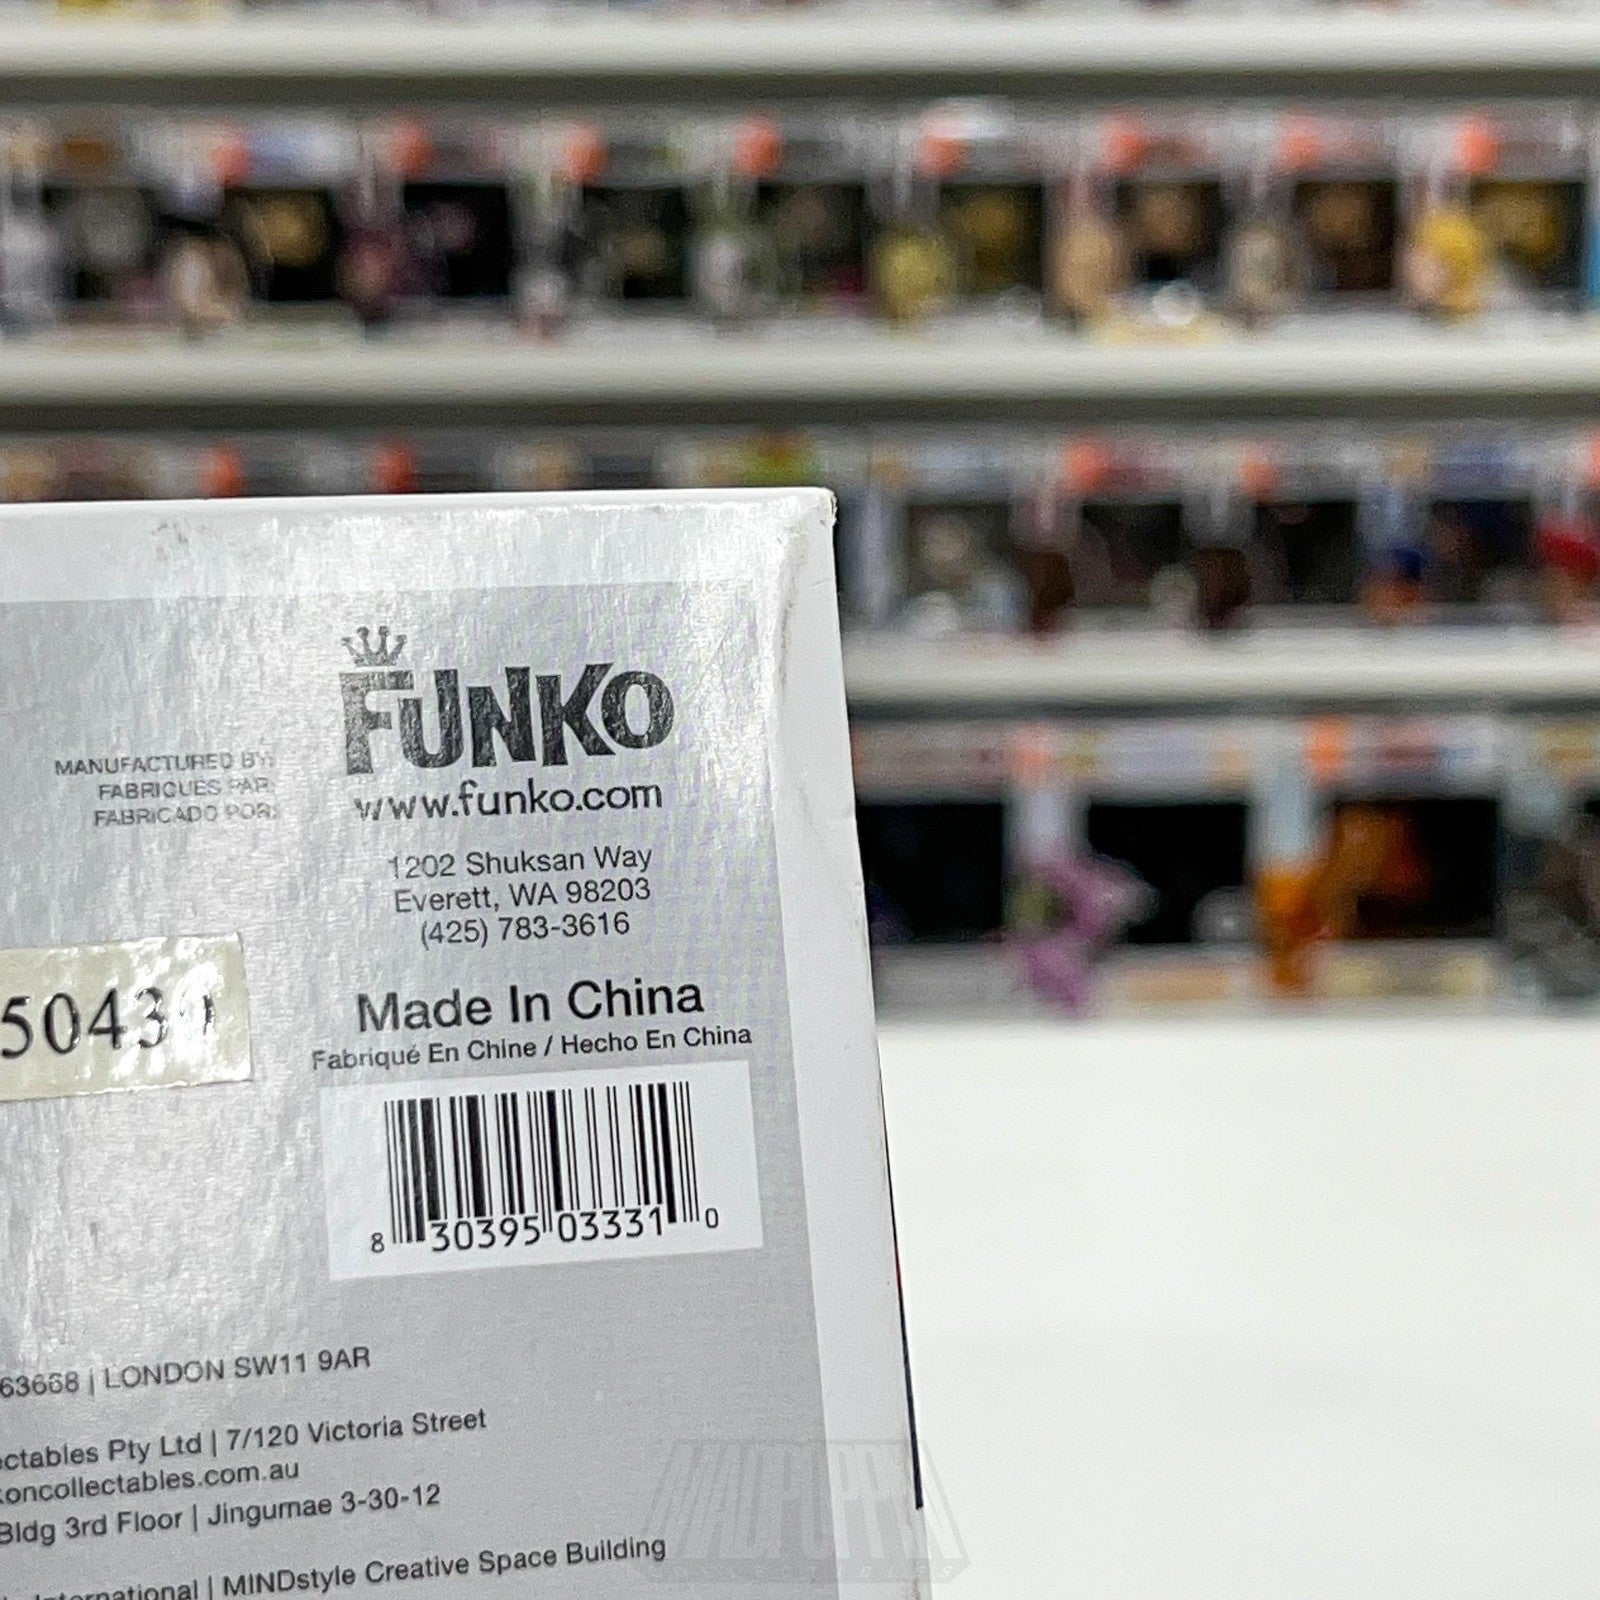 FUNKO
www.funko.com
MANUFACTURED BY:
FABRIQUES PAR:
FABRICADO POR:
1202 Shuksan Way
Everett, WA 98203
(425) 783-3616
Made In China
Fabriqué En Chine / Hecho En China
50431
8 30395 03331 0
63668 | LONDON SW11 9AR
ectables Pty Ltd | 7/120 Victoria Street
oncollectables.com.au
Bldg 3rd Floor | Jingumae 3-30-12
International | MINDstyle Creative Space Building